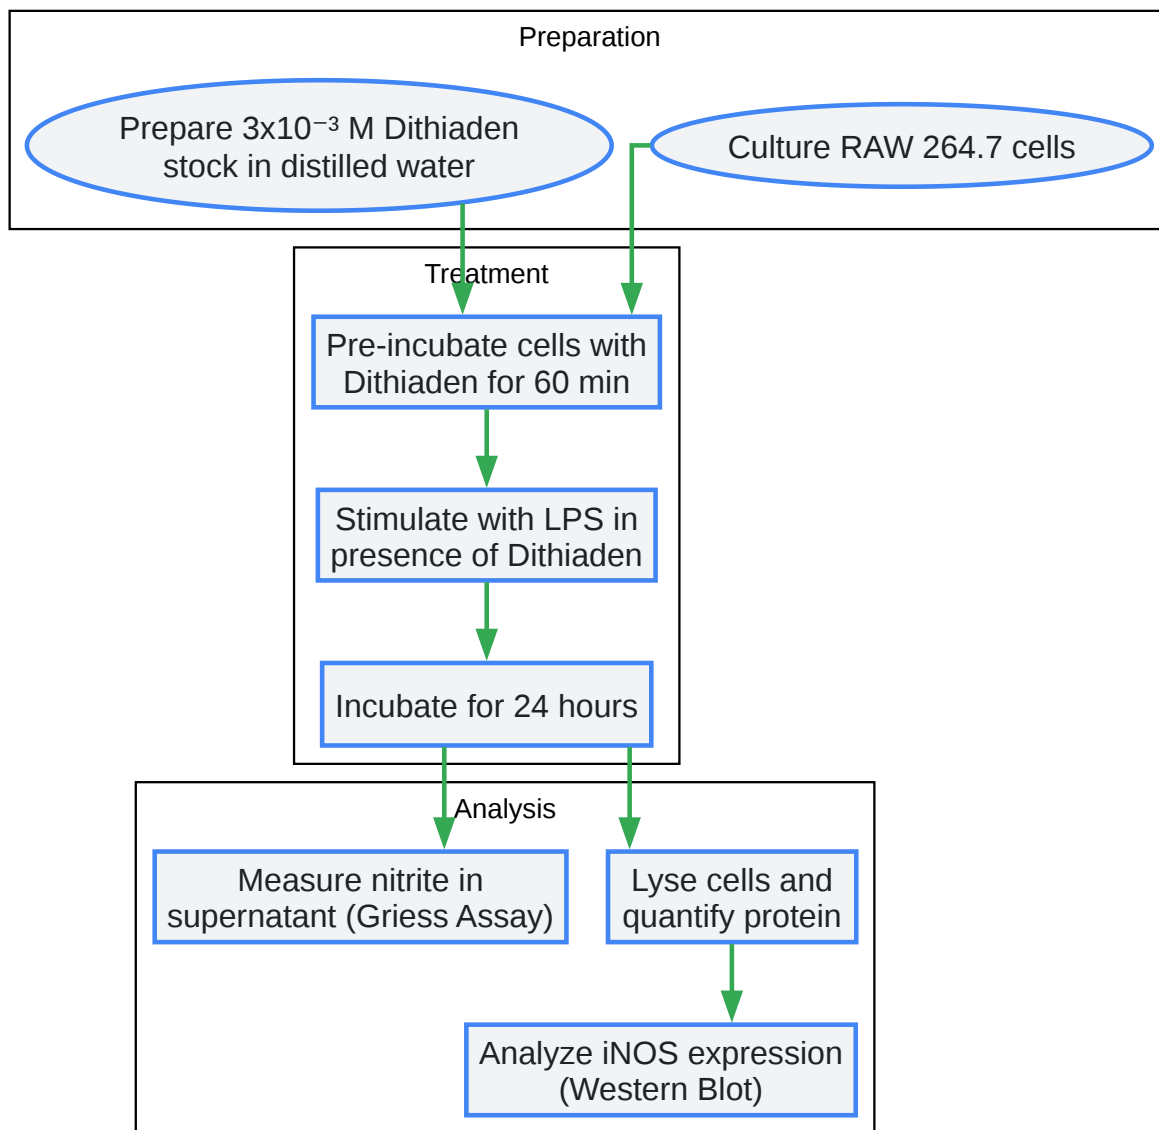 Preparation
Prepare 3x10⁻³ M Dithiaden
stock in distilled water
Culture RAW 264.7 cells
Treatment
Pre-incubate cells with
Dithiaden for 60 min
Stimulate with LPS in
presence of Dithiaden
Incubate for 24 hours
Analysis
Measure nitrite in
supernatant (Griess Assay)
Lyse cells and
quantify protein
Analyze iNOS expression
(Western Blot)